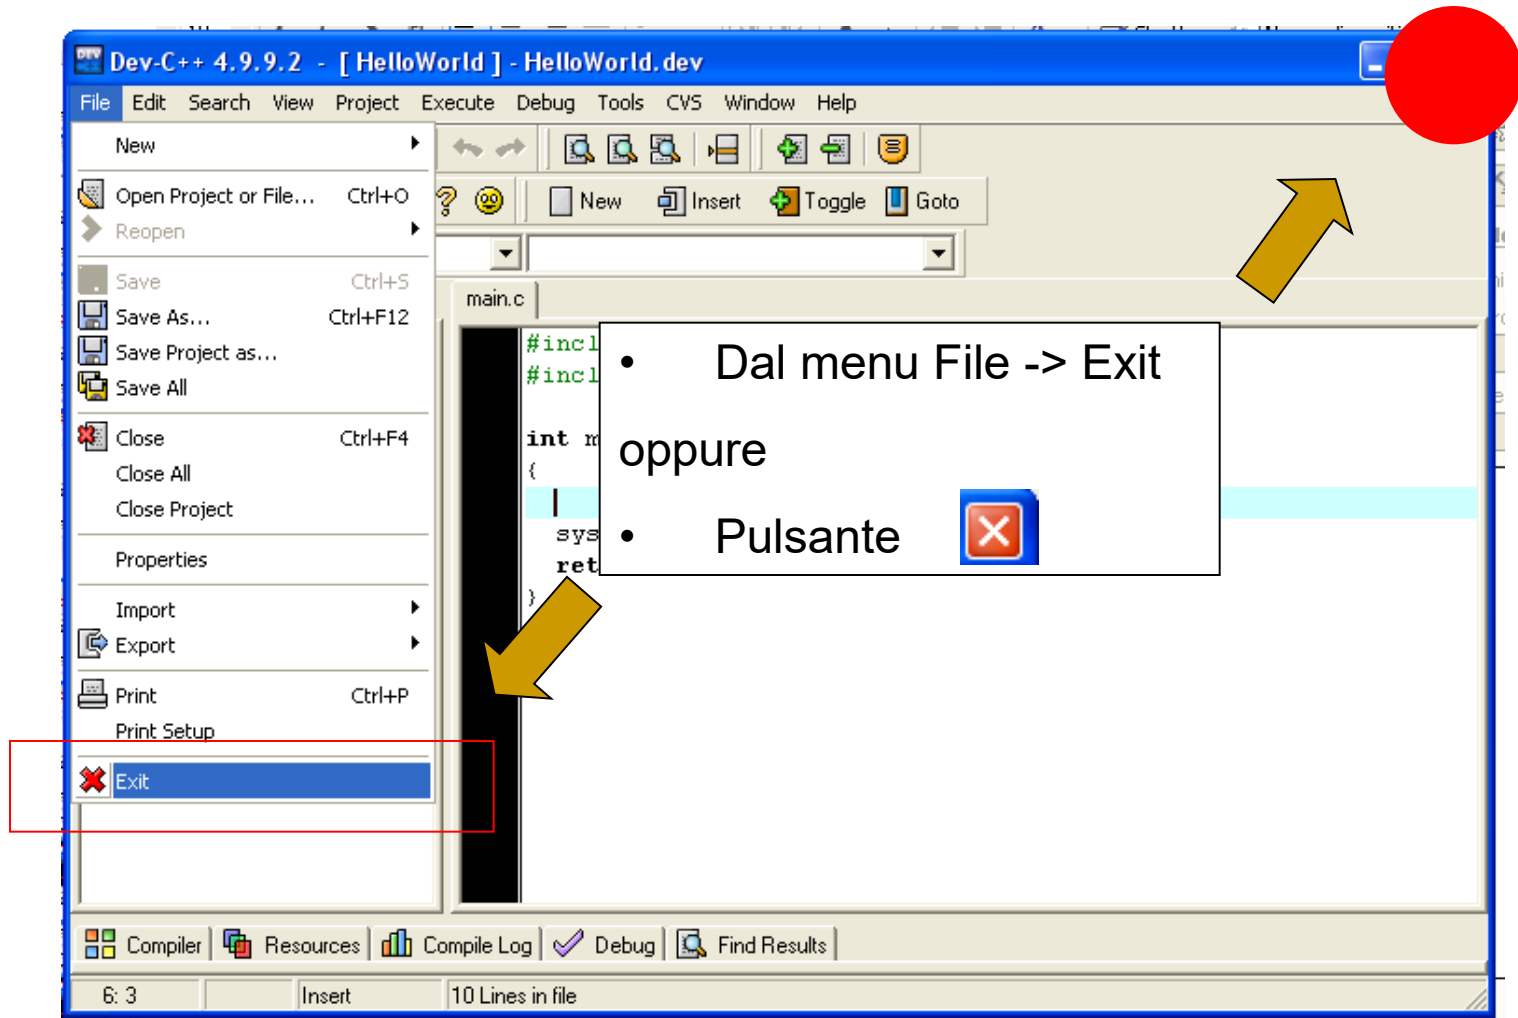 Dev-C++ 4.9.9.2 - [ HelloWorld ] - HelloWorld.dev
File Edit Search View Project Execute Debug Tools CVS Window Help
New
Open Project or File... Ctrl+O
Reopen
Save Ctrl+S
Save As... Ctrl+F12
Save Project as...
Save All
Close Ctrl+F4
Close All
Close Project
Properties
Import
Export
Print Ctrl+P
Print Setup
Exit
New Insert Toggle Goto
main.c
#incl
#incl
int m
{
sys
ret
}
• Dal menu File -> Exit
oppure
• Pulsante
Compiler Resources Compile Log Debug Find Results
6: 3 Insert 10 Lines in file